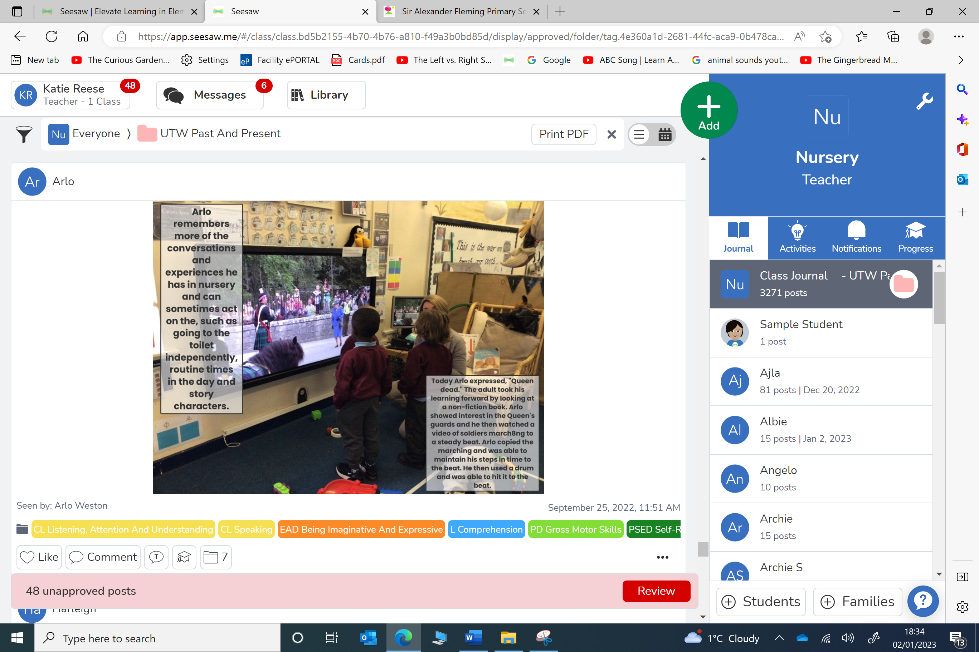 Seesaw | Elevate Learning in Elem
Seesaw
Sir Alexander Fleming Primary Sc
https://app.seesaw.me/#/class/class.bd5b2155-4b70-4b76-a810-f49a3b0bd85d/display/approved/folder/tag.4e360a1d-2681-44fc-aca9-0b478ca...
New tab
The Curious Garden...
Settings
Facility ePORTAL
Cards.pdf
The Left vs. Right S...
Google
ABC Song | Learn A...
animal sounds yout...
The Gingerbread M...
KR
Katie Reese
Teacher - 1 Class
48
Messages
6
Library
Add
Nu
Nursery
Teacher
Nu Everyone
UTW Past And Present
Print PDF
Journal
Activities
Notifications
Progress
Ar Arlo
Arlo
remembers
more of the
conversations
and
experiences he
has in nursery
and can
sometimes act
on the, such as
going to the
toilet
independently,
routine times
in the day and
story
characters.
This is the way we
Today Arlo expressed, "Queen
dead." The adult took his
learning forward by looking at
a non-fiction book. Arlo
showed interest in the Queen's
guards and he then watched a
video of soldiers march8ng to
a steady beat. Arlo copied the
marching and was able to
maintain his steps in time to
the beat. He then used a drum
and was able to hit it to the
beat.
Seen by: Arlo Weston
September 25, 2022, 11:51 AM
CL Listening, Attention And Understanding
CL Speaking
EAD Being Imaginative And Expressive
L Comprehension
PD Gross Motor Skills
PSED Self-R
Like
Comment
T
7
48 unapproved posts
Review
Ha Harleigh
Nu
Class Journal - UTW Pa
3271 posts
Sample Student
1 post
Aj
Ajla
81 posts | Dec 20, 2022
Al
Albie
15 posts | Jan 2, 2023
An
Angelo
10 posts
Ar
Archie
15 posts
AS
Archie S
Students
Families
Type here to search
1°C Cloudy
18:34
02/01/2023
13